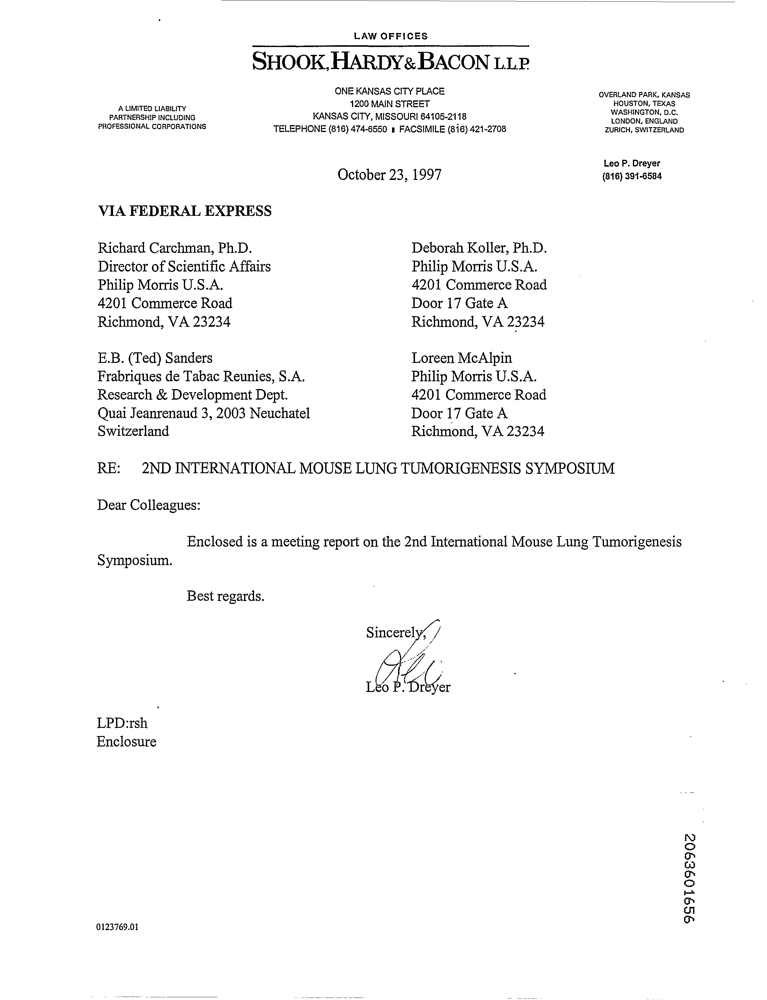 LAW OFFICES
SHOOK, HARDY & BACON L.L.P.
ONE KANSAS CITY PLACE
1200 MAIN STREET
KANSAS CITY, MISSOURI 64105-2118
TELEPHONE (816) 474-6550 ▮ FACSIMILE (816) 421-2708
A LIMITED LIABILITY
PARTNERSHIP INCLUDING
PROFESSIONAL CORPORATIONS
OVERLAND PARK, KANSAS
HOUSTON, TEXAS
WASHINGTON, D.C.
LONDON, ENGLAND
ZURICH, SWITZERLAND
Leo P. Dreyer
(816) 391-6584
October 23, 1997
VIA FEDERAL EXPRESS
Richard Carchman, Ph.D.
Director of Scientific Affairs
Philip Morris U.S.A.
4201 Commerce Road
Richmond, VA 23234
Deborah Koller, Ph.D.
Philip Morris U.S.A.
4201 Commerce Road
Door 17 Gate A
Richmond, VA 23234
E.B. (Ted) Sanders
Frabriques de Tabac Reunies, S.A.
Research & Development Dept.
Quai Jeanrenaud 3, 2003 Neuchatel
Switzerland
Loreen McAlpin
Philip Morris U.S.A.
4201 Commerce Road
Door 17 Gate A
Richmond, VA 23234
RE: 2ND INTERNATIONAL MOUSE LUNG TUMORIGENESIS SYMPOSIUM
Dear Colleagues:
Enclosed is a meeting report on the 2nd International Mouse Lung Tumorigenesis
Symposium.
Best regards.
Sincerely,
Leo P. Dreyer
LPD:rsh
Enclosure
2063601656
0123769.01